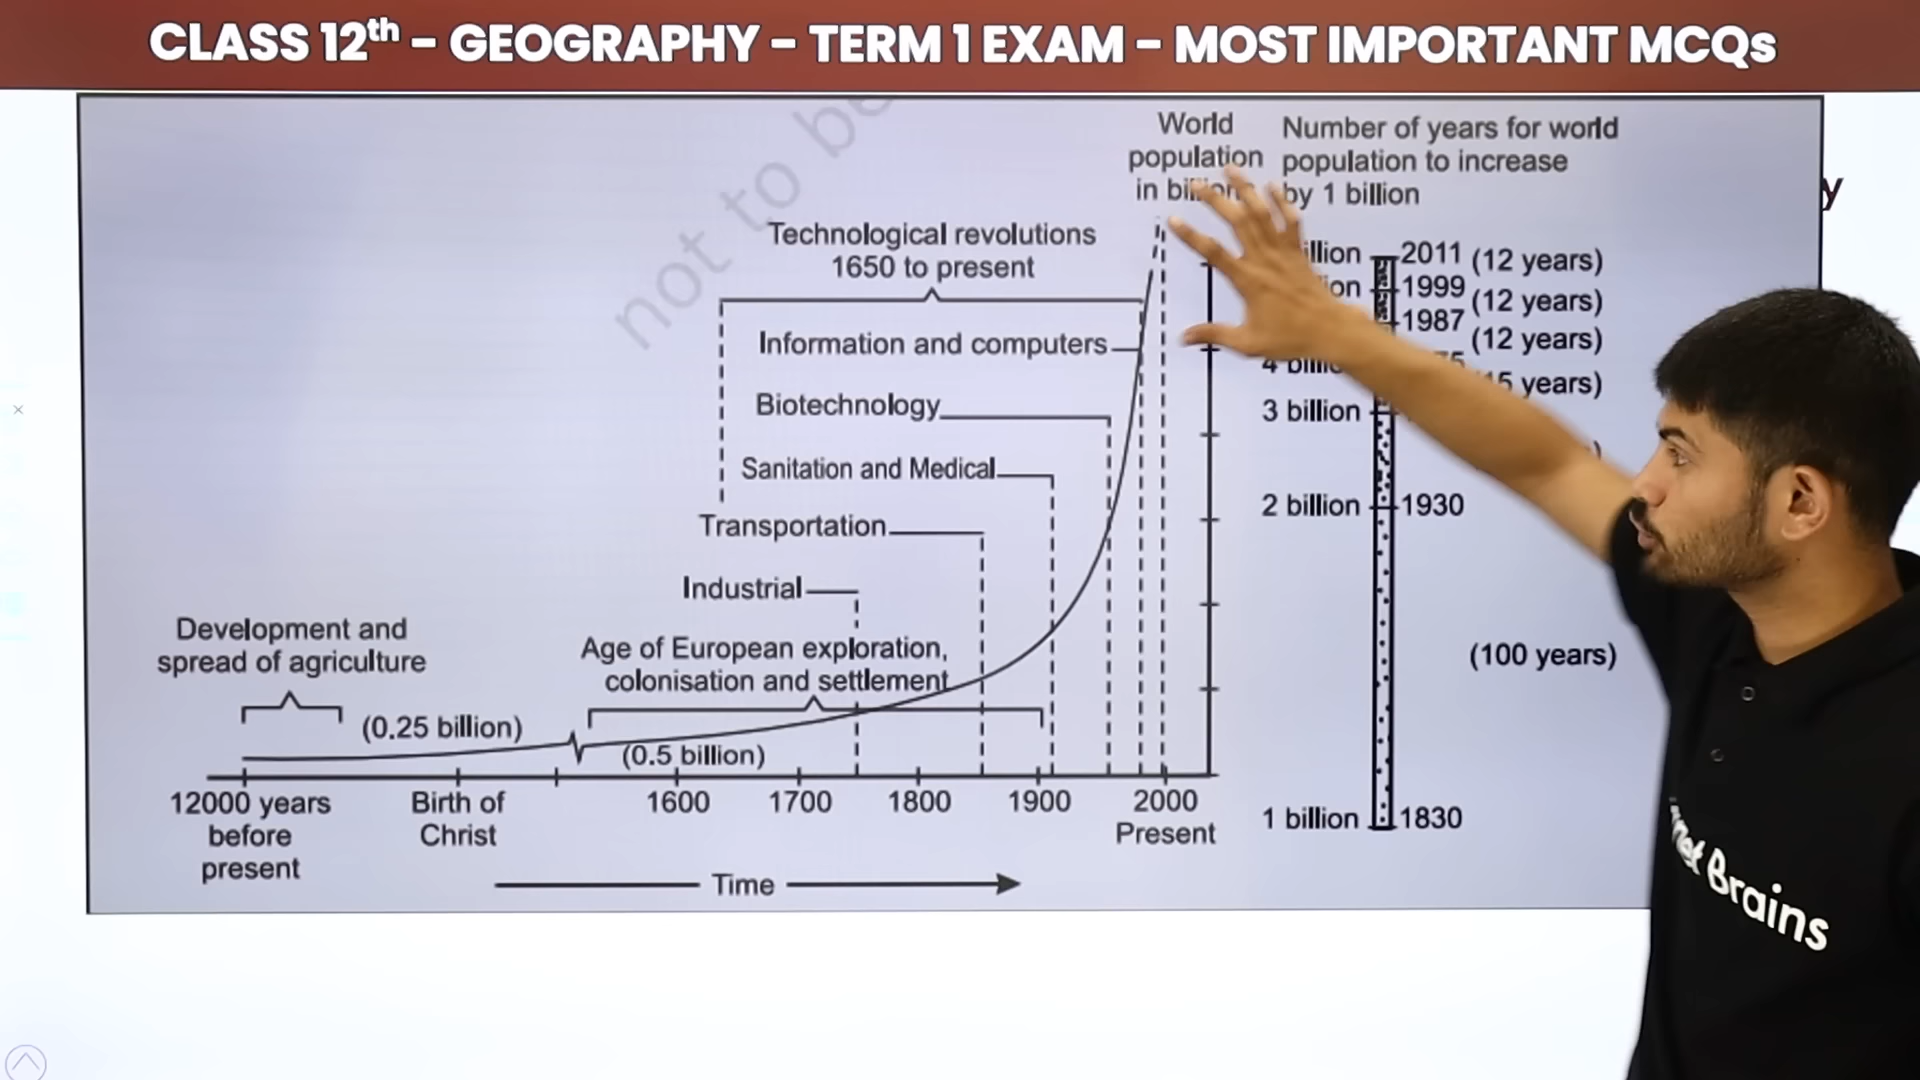 CLASS 12th – GEOGRAPHY – TERM 1 EXAM – MOST IMPORTANT MCQs
not to be
World
population
in billions
Number of years for world
population to increase
by 1 billion
y
Technological revolutions
1650 to present
Information and computers
Biotechnology
Sanitation and Medical
Transportation
Industrial
Development and
spread of agriculture
Age of European exploration,
colonisation and settlement
(0.25 billion)
(0.5 billion)
12000 years
before
present
Birth of
Christ
1600
1700
1800
1900
2000
Present
Time
2011 (12 years)
1999 (12 years)
1987 (12 years)
3 billion
2 billion 1930
(100 years)
1 billion 1830
Brains